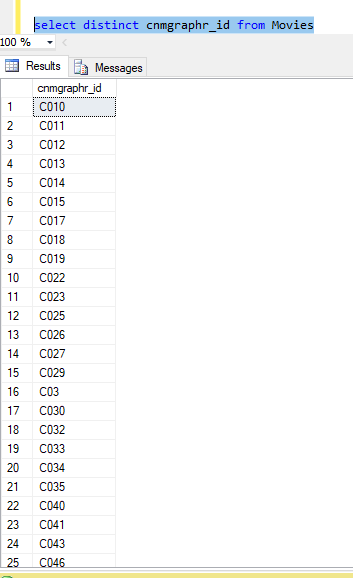 select distinct cnmgraphr_id from Movies
100 %
Results Messages
cnmgraphr_id
1 C010
2 C011
3 C012
4 C013
5 C014
6 C015
7 C017
8 C018
9 C019
10 C022
11 C023
12 C025
13 C026
14 C027
15 C029
16 C03
17 C030
18 C032
19 C033
20 C034
21 C035
22 C040
23 C041
24 C043
25 C046